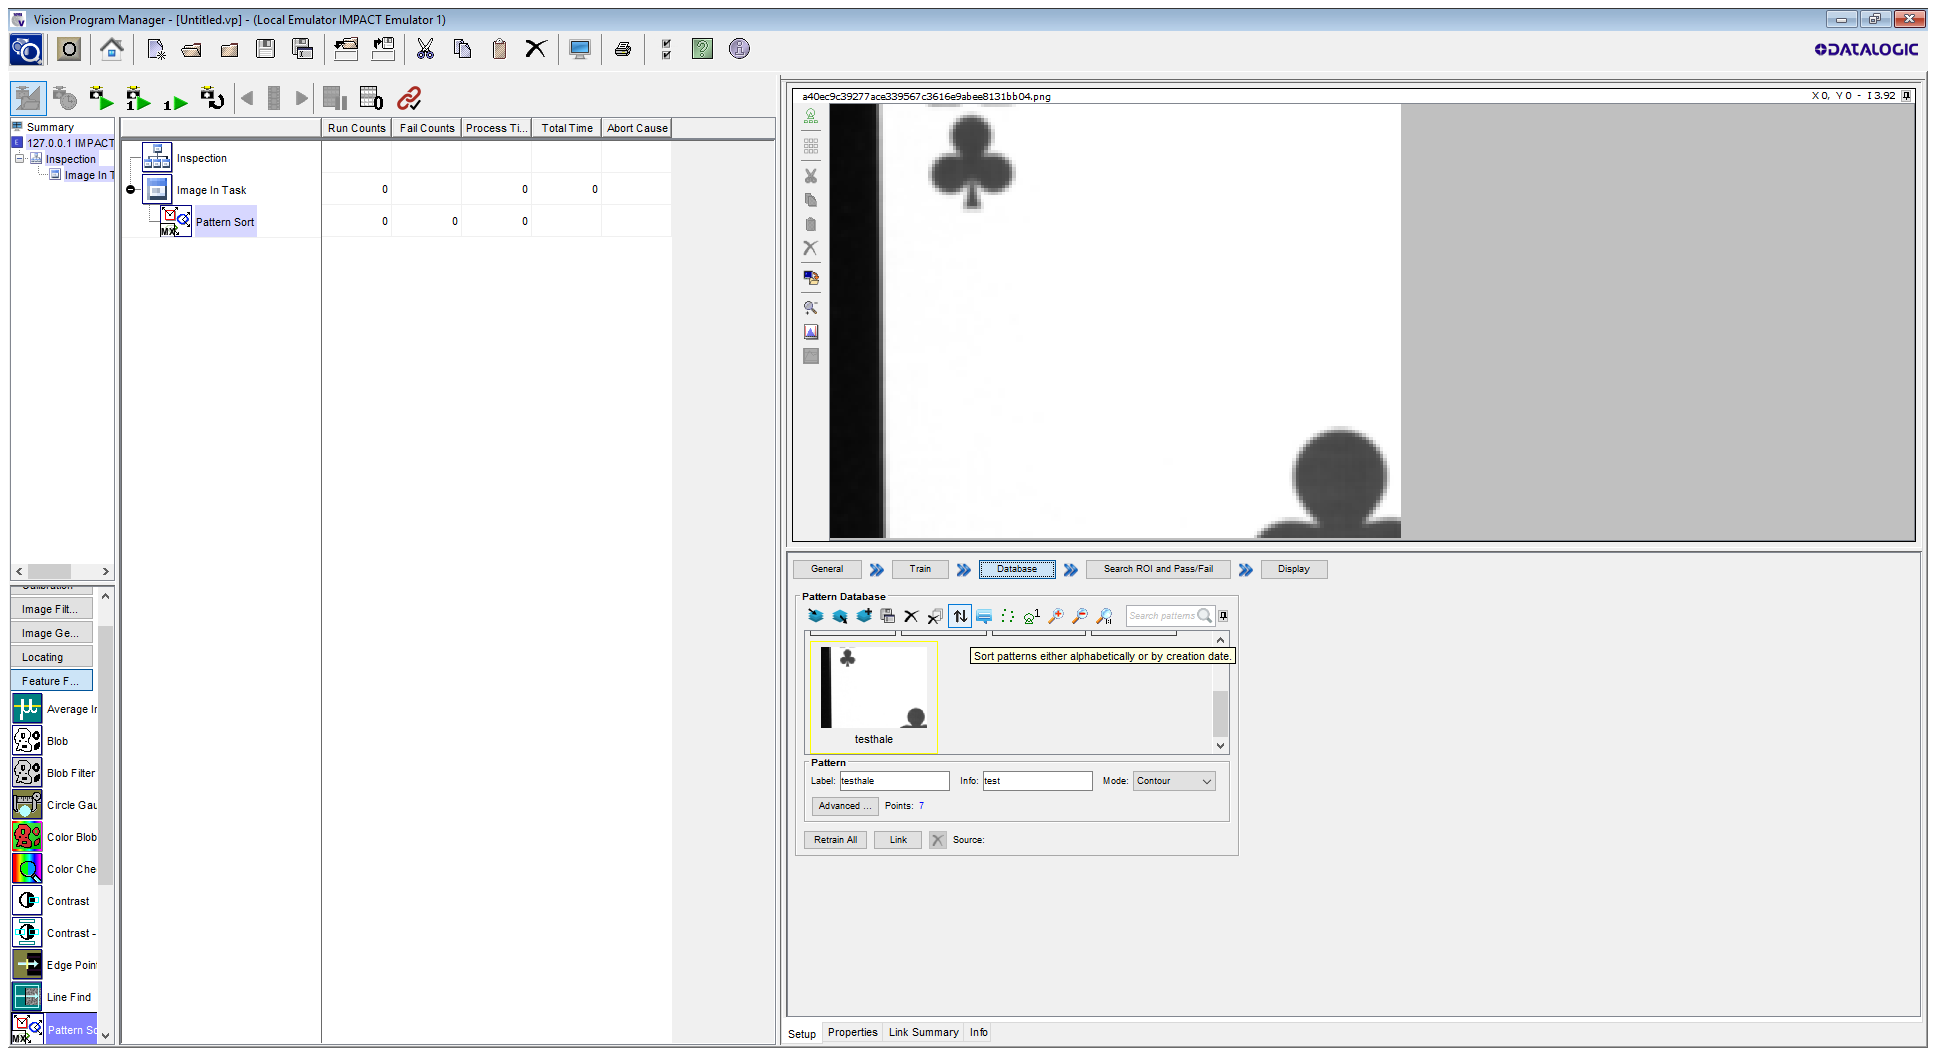 Vision Program Manager - [Untitled.vp] - (Local Emulator IMPACT Emulator 1)
DATALOGIC
Summary
127.0.0.1 IMPACT
Inspection
Image In T
Run Counts Fail Counts Process Ti... Total Time Abort Cause
Inspection
Image In Task 0 0 0
Pattern Sort 0 0 0
a40ec9c39277ace339567c3616e9abee8131bb04.png
X 0, Y 0 - I 3.92
General Train Database Search ROI and Pass/Fail Display
Pattern Database
Search patterns
Sort patterns either alphabetically or by creation date.
testhale
Pattern
Label: testhale Info: test Mode: Contour
Advanced ... Points: 7
Retrain All Link Source:
Calibration
Image Filt...
Image Ge...
Locating
Feature F...
Average In
Blob
Blob Filter
Circle Gau
Color Blob
Color Che
Contrast
Contrast -
Edge Poin
Line Find
Pattern So
Setup Properties Link Summary Info